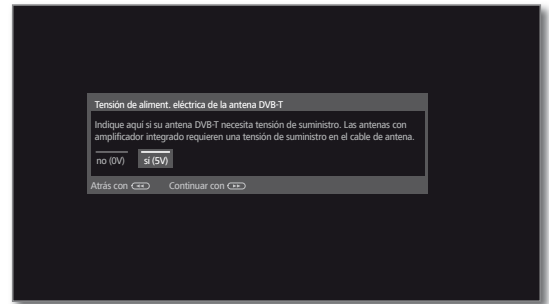 Tensión de aliment. eléctrica de la antena DVB-T
Indique aquí si su antena DVB-T necesita tensión de suministro. Las antenas con
amplificador integrado requieren una tensión de suministro en el cable de antena.
no (0V) sí (5V)
Atrás con Continuar con